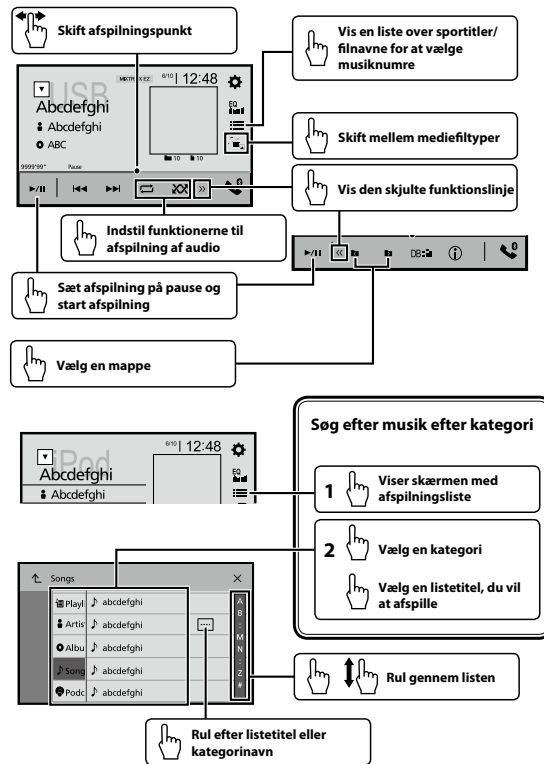 Skift afspilningspunkt
Vis en liste over sportitler/
filnavne for at vælge
musiknumre
USB
6/10 12:48
Abcdefghi
Abcdefghi
ABC
EQ
10 10
9999'99" Pause
Skift mellem mediefiltyper
Vis den skjulte funktionslinje
Indstil funktionerne til
afspilning af audio
DB:
Sæt afspilning på pause og
start afspilning
Vælg en mappe
Søg efter musik efter kategori
iPod
6/10 12:48
Abcdefghi
Abcdefghi
EQ
1 Viser skærmen med
afspilningsliste
2 Vælg en kategori
Vælg en listetitel, du vil
at afspille
Songs
Playl abcdefghi
Artis abcdefghi
Albu abcdefghi
Song abcdefghi
Podc abcdefghi
A
B
:
M
N
:
Z
#
Rul gennem listen
Rul efter listetitel eller
kategorinavn